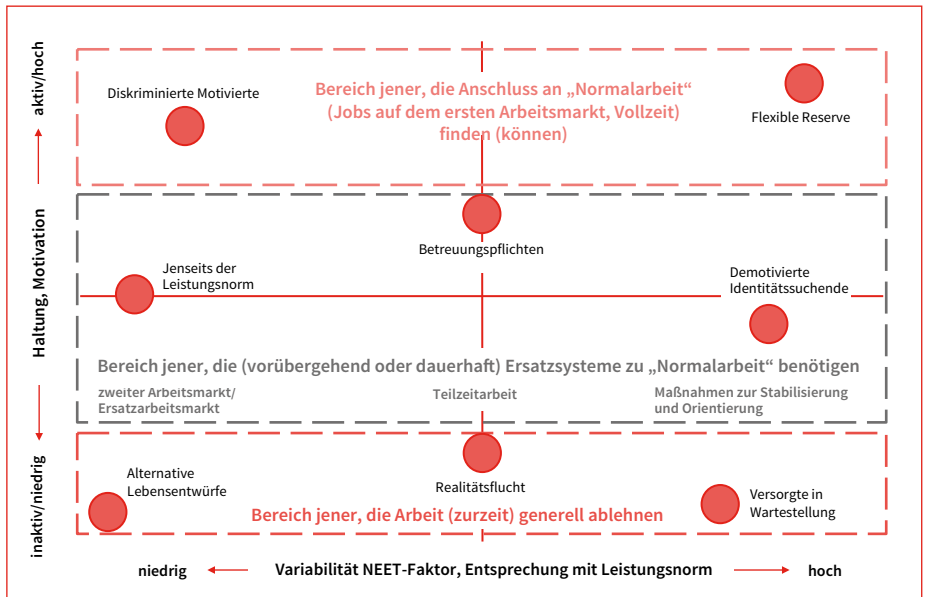 aktiv/hoch
Haltung, Motivation
inaktiv/niedrig
Diskriminierte Motivierte
Bereich jener, die Anschluss an „Normalarbeit“
(Jobs auf dem ersten Arbeitsmarkt, Vollzeit)
finden (können)
Flexible Reserve
Betreuungspflichten
Jenseits der
Leistungsnorm
Demotivierte
Identitätssuchende
Bereich jener, die (vorübergehend oder dauerhaft) Ersatzsysteme zu „Normalarbeit“ benötigen
zweiter Arbeitsmarkt/
Ersatzarbeitsmarkt
Teilzeitarbeit
Maßnahmen zur Stabilisierung
und Orientierung
Alternative
Lebensentwürfe
Realitätsflucht
Versorgte in
Wartestellung
Bereich jener, die Arbeit (zurzeit) generell ablehnen
niedrig
Variabilität NEET-Faktor, Entsprechung mit Leistungsnorm
hoch